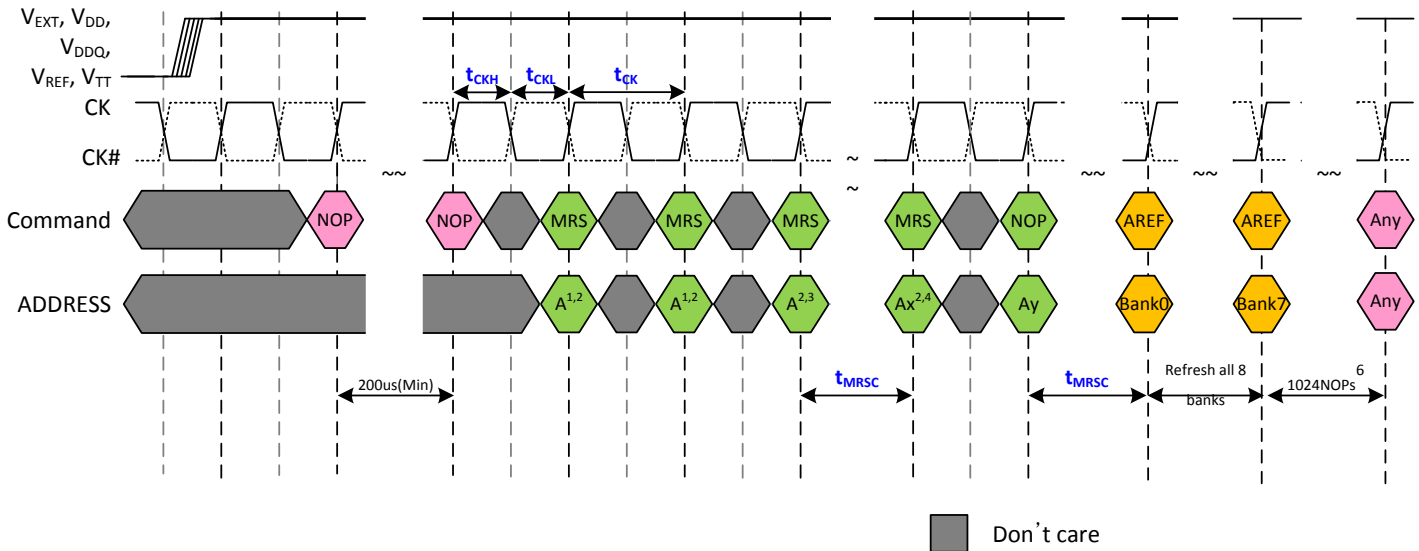 VEXT, VDD,
VDDQ,
VREF, VTT
tCKH tCKL tCK
CK
CK#
~~ ~ ~~ ~~ ~~
~
Command NOP NOP MRS MRS MRS MRS NOP AREF AREF Any
ADDRESS A1,2 A1,2 A2,3 Ax2,4 Ay Bank0 Bank7 Any
200us(Min) tMRSC tMRSC Refresh all 8 1024NOPs6
banks
Don't care